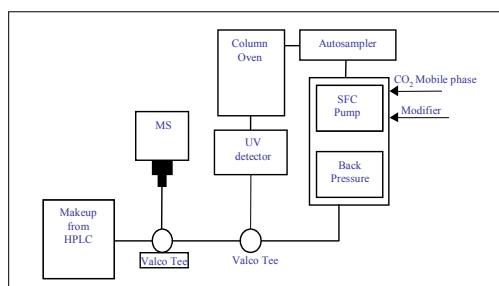 Column
Oven
Autosampler
CO₂ Mobile phase
SFC
Pump
Modifier
MS
UV
detector
Back
Pressure
Makeup
from
HPLC
Valco Tee
Valco Tee